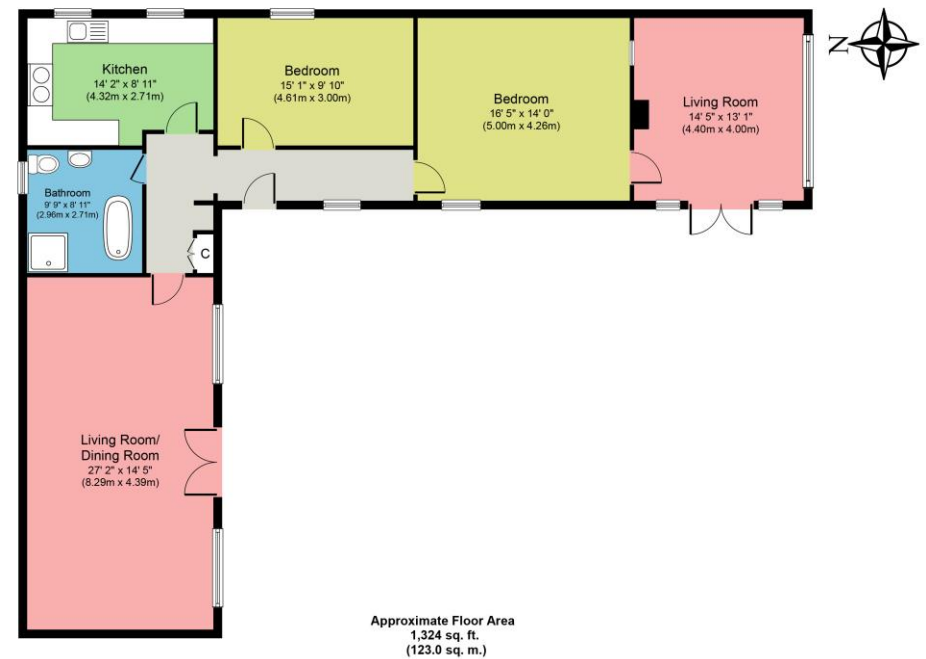 Kitchen
14' 2" x 8' 11"
(4.32m x 2.71m)
Bedroom
15' 1" x 9' 10"
(4.61m x 3.00m)
Bedroom
16' 5" x 14' 0"
(5.00m x 4.26m)
Living Room
14' 5" x 13' 1"
(4.40m x 4.00m)
N
Bathroom
9' 9" x 8' 11"
(2.96m x 2.71m)
C
Living Room/
Dining Room
27' 2" x 14' 5"
(8.29m x 4.39m)
Approximate Floor Area
1,324 sq. ft.
(123.0 sq. m.)